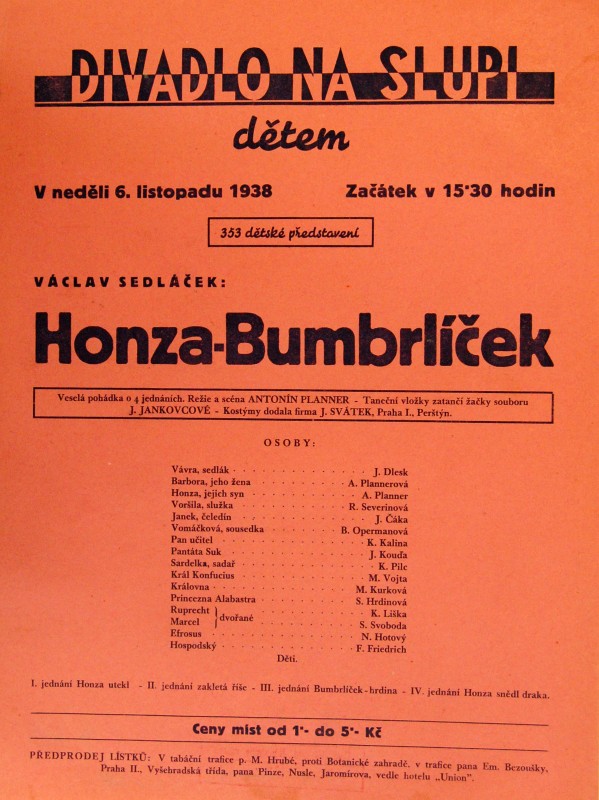 DIVADLO NA SLUPI
dětem
V neděli 6. listopadu 1938 Začátek v 15·30 hodin
353 dětské představení
VÁCLAV SEDLÁČEK:
Honza-Bumbrlíček
Veselá pohádka o 4 jednáních. Režie a scéna ANTONÍN PLANNER - Taneční vložky zatančí žačky souboru
J. JANKOVCOVÉ - Kostýmy dodala firma J. SVÁTEK, Praha I., Perštýn.
OSOBY:
Vávra, sedlák J. Dlesk
Barbora, jeho žena A. Plannerová
Honza, jejich syn A. Planner
Voršila, služka R. Severinová
Janek, čeledín J. Čáka
Vomáčková, sousedka B. Opermanová
Pan učitel K. Kalina
Pantáta Suk J. Kouďa
Sardelka, sadař K. Pilc
Král Konfucius M. Vojta
Královna M. Kurková
Princezna Alabastra S. Hrdinová
Ruprecht } dvořané K. Liška
Marcel S. Svoboda
Efrosus N. Hotový
Hospodský F. Friedrich
Děti.
I. jednání Honza utekl - II. jednání zakletá říše - III. jednání Bumbrlíček-hrdina - IV. jednání Honza snědl draka.
Ceny míst od 1·- do 5·- Kč
PŘEDPRODEJ LÍSTKŮ: V tabáční trafice p. M. Hrubé, proti Botanické zahradě, v trafice pana Em. Bezoušky,
Praha II., Vyšehradská třída, pana Pinze, Nusle, Jaromírova, vedle hotelu „Union".